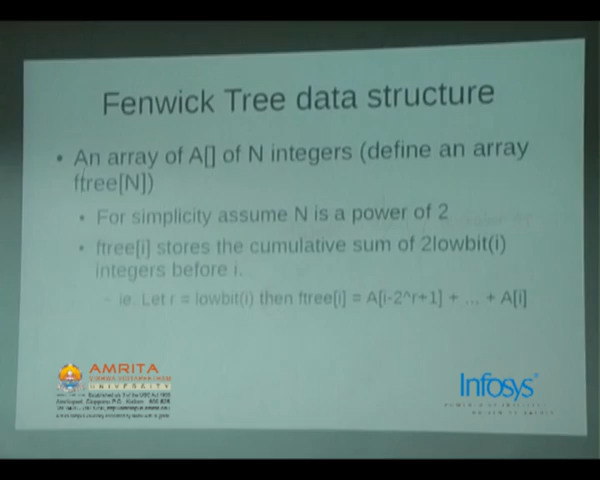 Fenwick Tree data structure
• An array of A[] of N integers (define an array
ftree[N])
• For simplicity assume N is a power of 2
• ftree[i] stores the cumulative sum of 2lowbit(i)
integers before i.
- ie. Let r = lowbit(i) then ftree[i] = A[i-2^r+1] + ... + A[i]
AMRITA
UNIVERSITY
Infosys